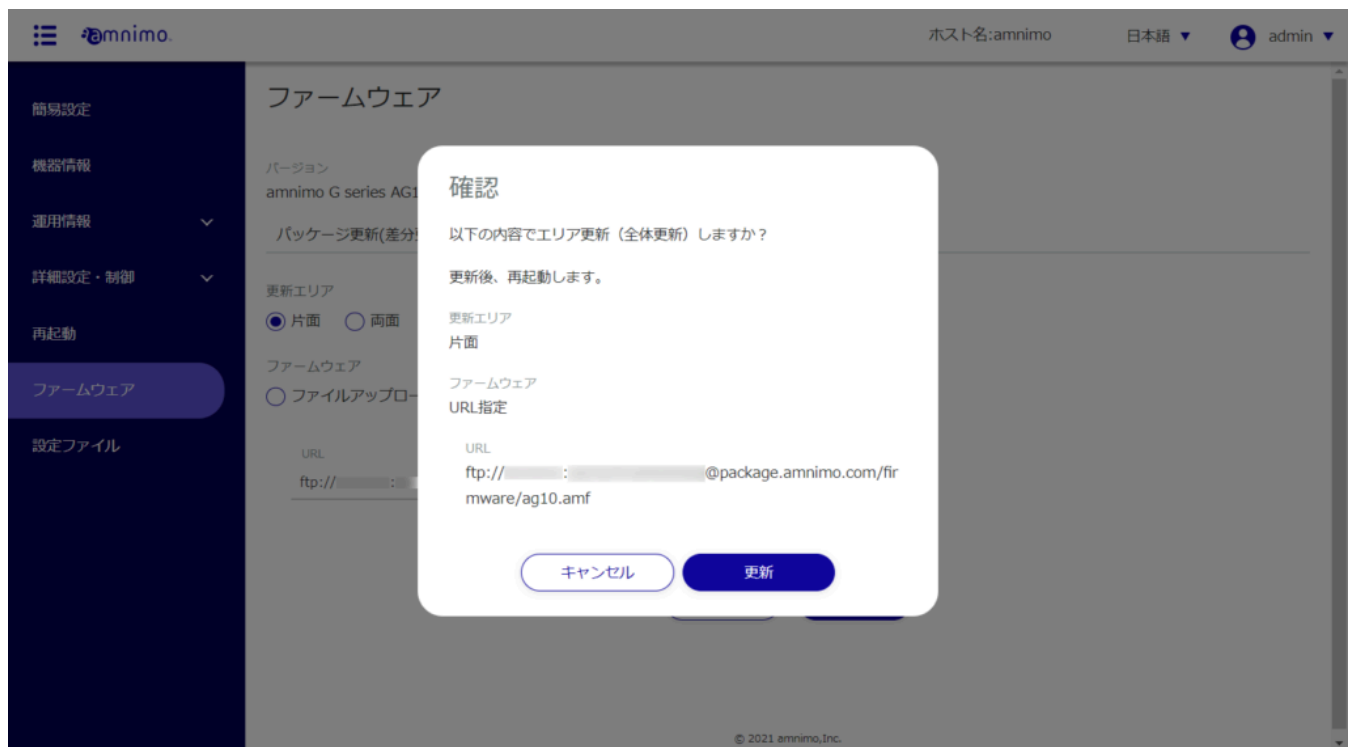 amnimo.
ホスト名:amnimo
日本語 ▼
admin ▼
簡易設定
機器情報
運用情報
詳細設定・制御
再起動
ファームウェア
設定ファイル
ファームウェア
バージョン
amnimo G series AG1
パッケージ更新(差分
更新エリア
片面 両面
ファームウェア
ファイルアップロー
URL
ftp:// :
確認
以下の内容でエリア更新（全体更新）しますか？
更新後、再起動します。
更新エリア
片面
ファームウェア
URL指定
URL
ftp:// : @package.amnimo.com/fir
mware/ag10.amf
キャンセル
更新
© 2021 amnimo,Inc.